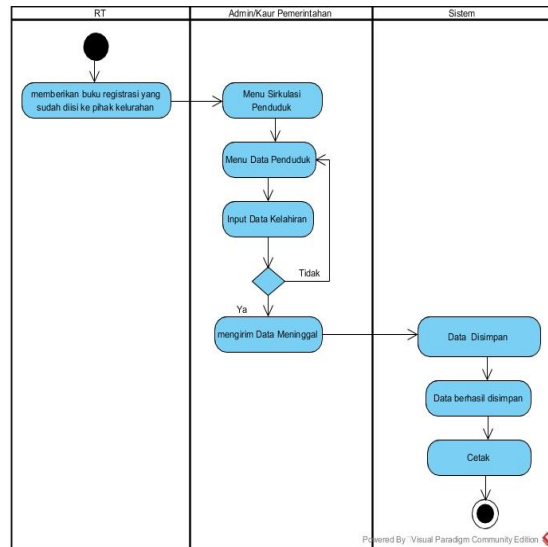 RT
Admin/Kaur Pemerintahan
Sistem
memberikan buku registrasi yang
sudah diisi ke pihak kelurahan
Menu Sirkulasi
Penduduk
Menu Data Penduduk
Input Data Kelahiran
Tidak
Ya
mengirim Data Meninggal
Data Disimpan
Data berhasil disimpan
Cetak
Powered By Visual Paradigm Community Edition